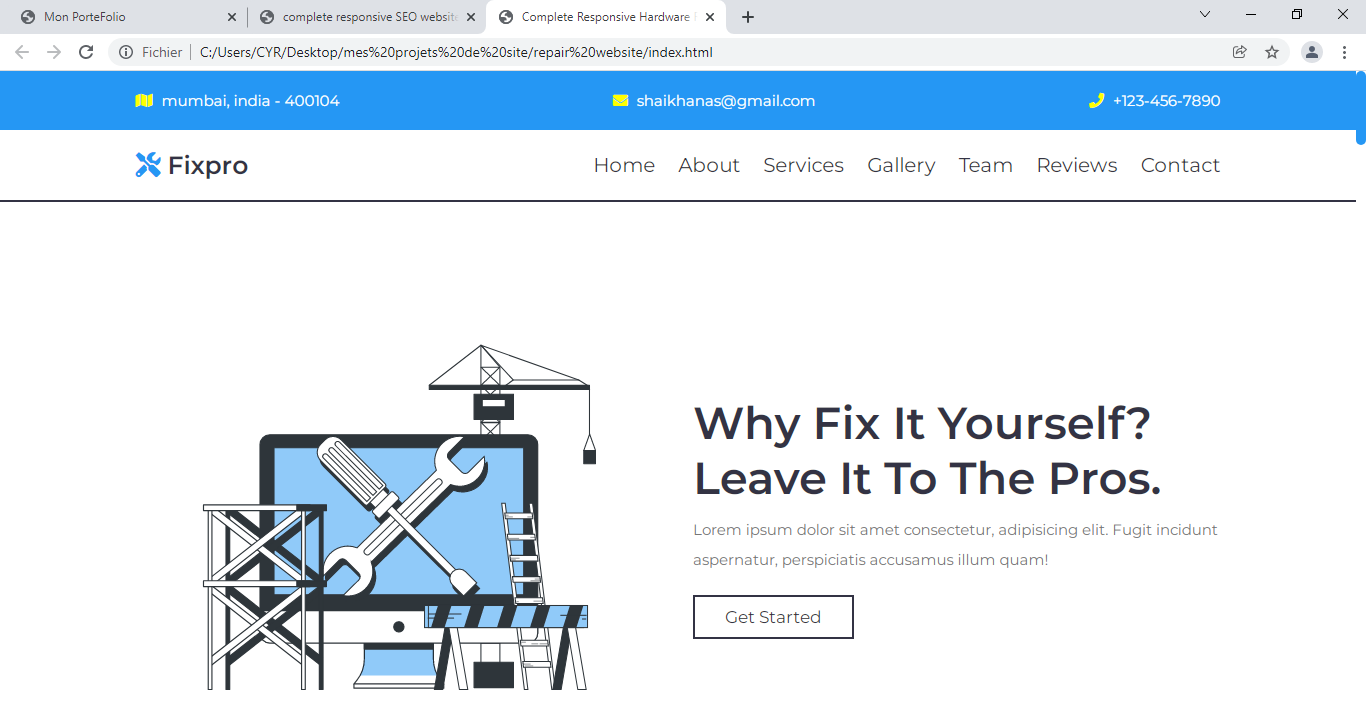 Mon PorteFolio
complete responsive SEO website
Complete Responsive Hardware
Fichier
C:/Users/CYR/Desktop/mes%20projets%20de%20site/repair%20website/index.html
mumbai, india - 400104
shaikhanas@gmail.com
+123-456-7890
Fixpro
Home About Services Gallery Team Reviews Contact
Why Fix It Yourself?
Leave It To The Pros.
Lorem ipsum dolor sit amet consectetur, adipisicing elit. Fugit incidunt
aspernatur, perspiciatis accusamus illum quam!
Get Started